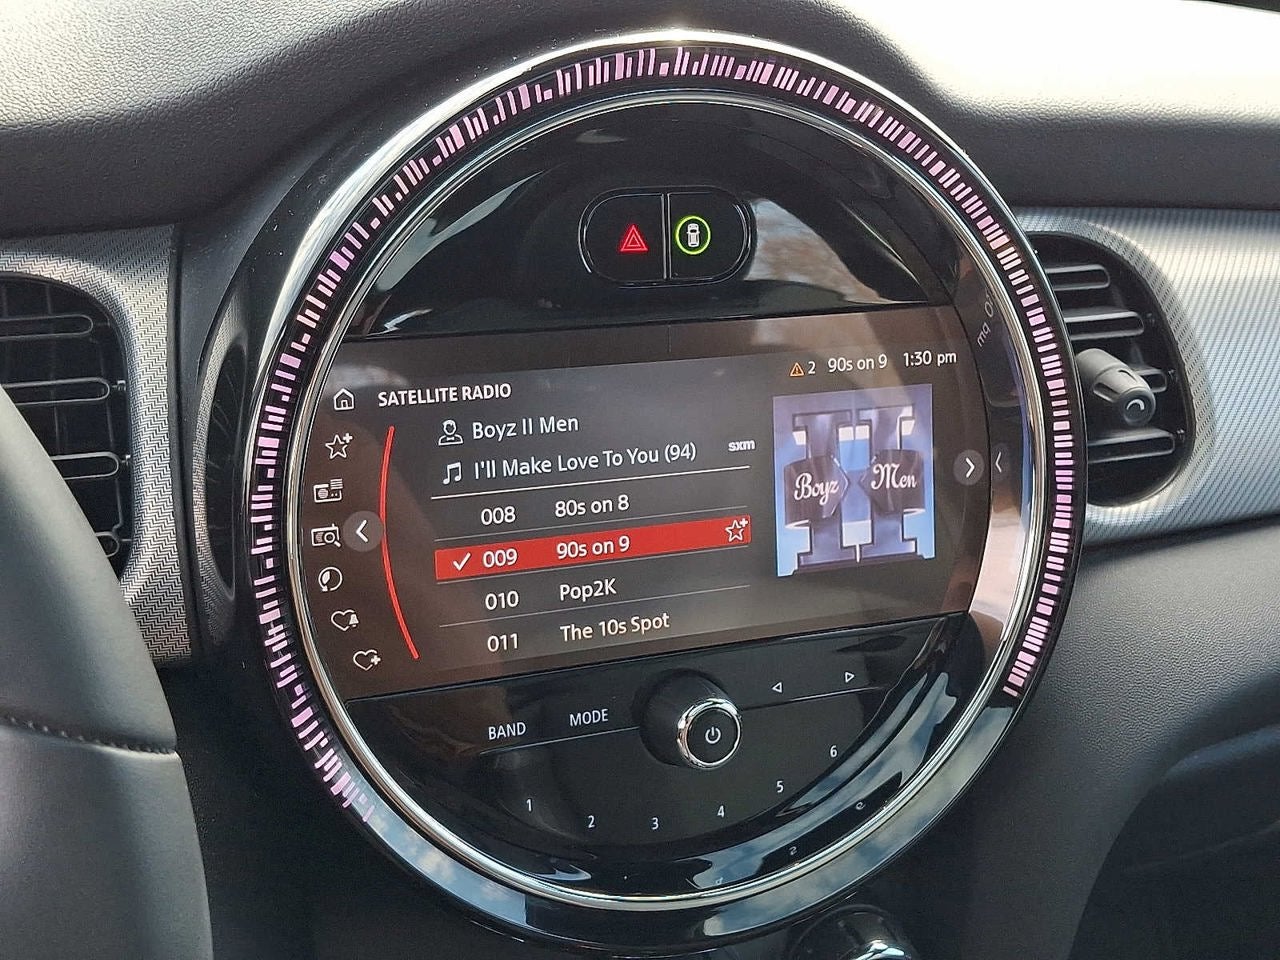 2 90s on 9 1:30 pm
SATELLITE RADIO
Boyz II Men
I'll Make Love To You (94)
sxm
008 80s on 8
009 90s on 9
010 Pop2K
011 The 10s Spot
Boyz Men
BAND MODE
1 2 3 4 5 6